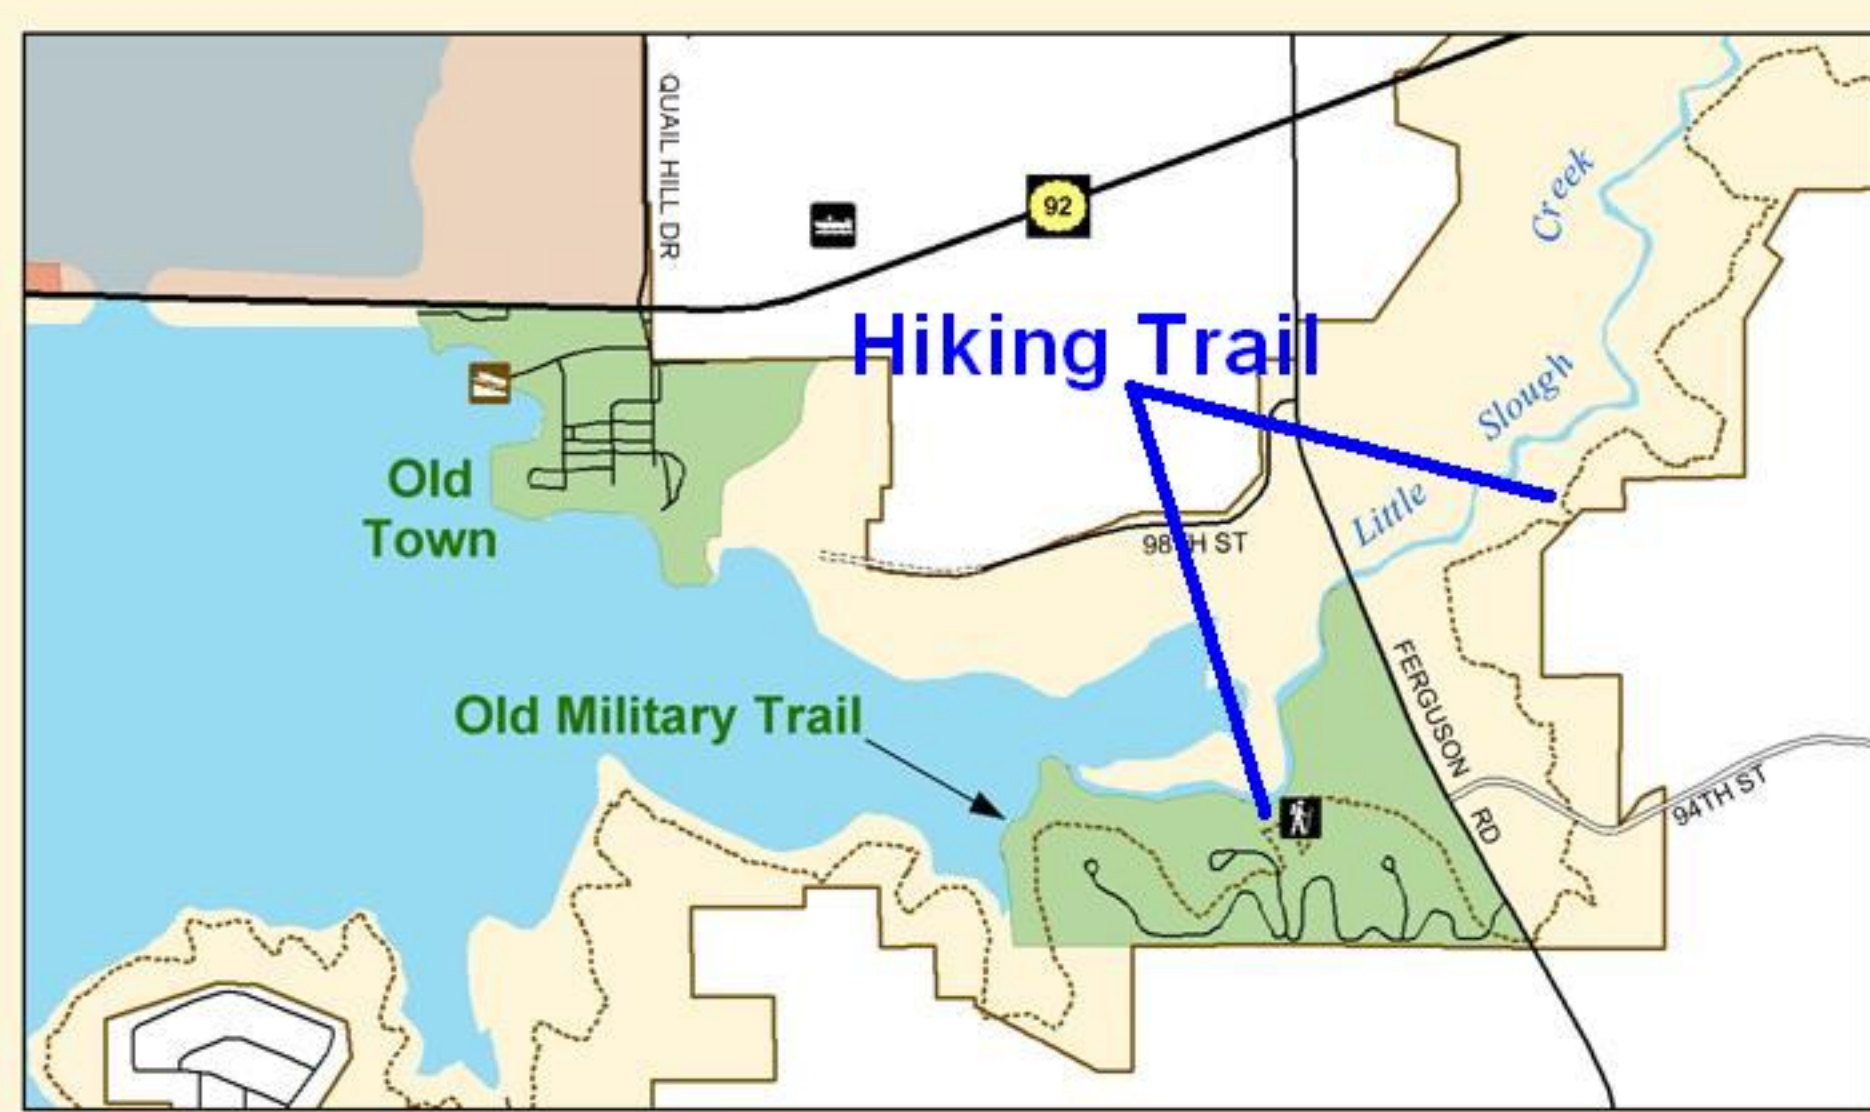 QUAIL HILL DR
92
Creek
Hiking Trail
Slough
Old
Town
Little
98TH ST
FERGUSON RD
Old Military Trail
94TH ST